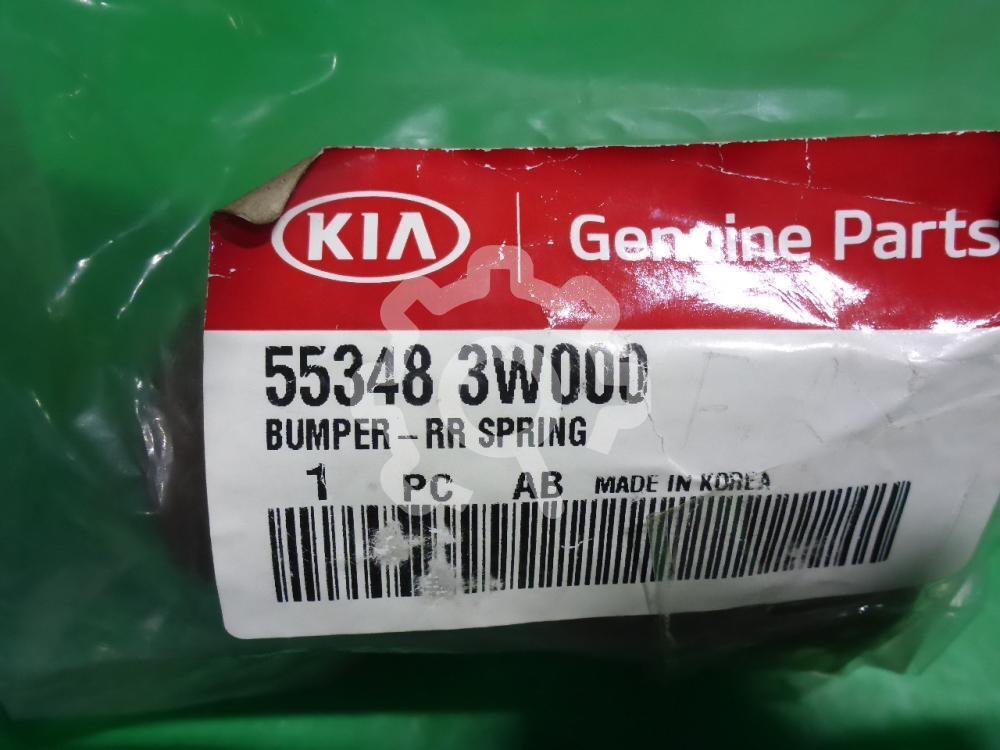 KIA Genuine Parts
55348 3W000
BUMPER – RR SPRING
1 PC AB MADE IN KOREA